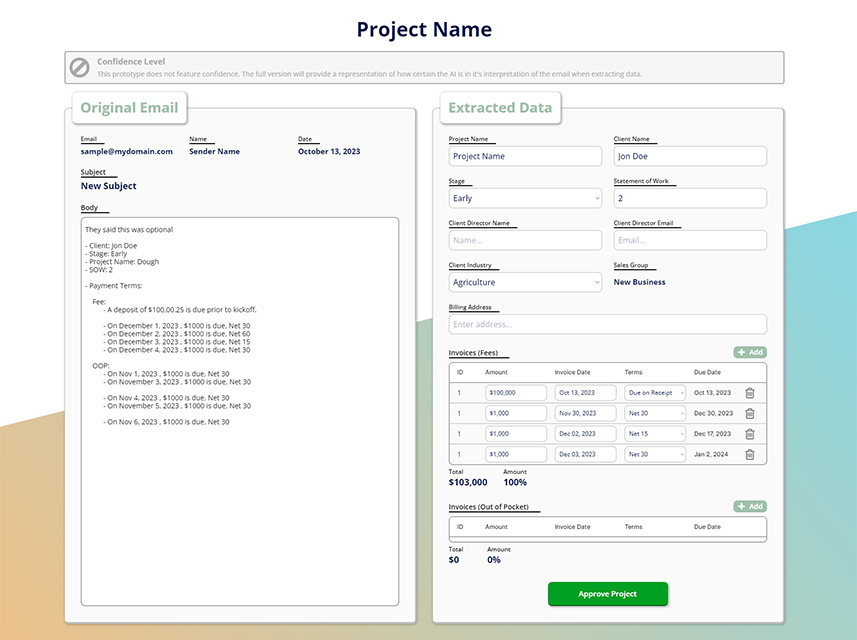 Project Name
Confidence Level
This prototype does not feature confidence. The full version will provide a representation of how certain the AI is in it's interpretation of the email when extracting data.
Original Email
Email Name Date
sample@mydomain.com Sender Name October 13, 2023
Subject
New Subject
Body
They said this was optional
- Client: Jon Doe
- Stage: Early
- Project Name: Dough
- SOW: 2
- Payment Terms:
Fee:
- A deposit of $100,00.25 is due prior to kickoff.
- On December 1, 2023 , $1000 is due, Net 30
- On December 2, 2023 , $1000 is due, Net 60
- On December 3, 2023 , $1000 is due, Net 15
- On December 4, 2023 , $1000 is due, Net 30
OOP:
- On Nov 1, 2023 , $1000 is due, Net 30
- On November 3, 2023 , $1000 is due, Net 30
- On Nov 4, 2023 , $1000 is due, Net 30
- On November 5, 2023 , $1000 is due, Net 30
- On Nov 6, 2023 , $1000 is due, Net 30
Extracted Data
Project Name Client Name
Project Name Jon Doe
Stage Statement of Work
Early 2
Client Director Name Client Director Email
Name... Email...
Client Industry Sales Group
Agriculture New Business
Billing Address
Enter address...
Invoices (Fees) + Add
ID Amount Invoice Date Terms Due Date
1 $100,000 Oct 13, 2023 Due on Receipt Oct 13, 2023
1 $1,000 Nov 30, 2023 Net 30 Dec 30, 2023
1 $1,000 Dec 02, 2023 Net 15 Dec 17, 2023
1 $1,000 Dec 03, 2023 Net 30 Jan 2, 2024
Total Amount
$103,000 100%
Invoices (Out of Pocket) + Add
ID Amount Invoice Date Terms Due Date
Total Amount
$0 0%
Approve Project